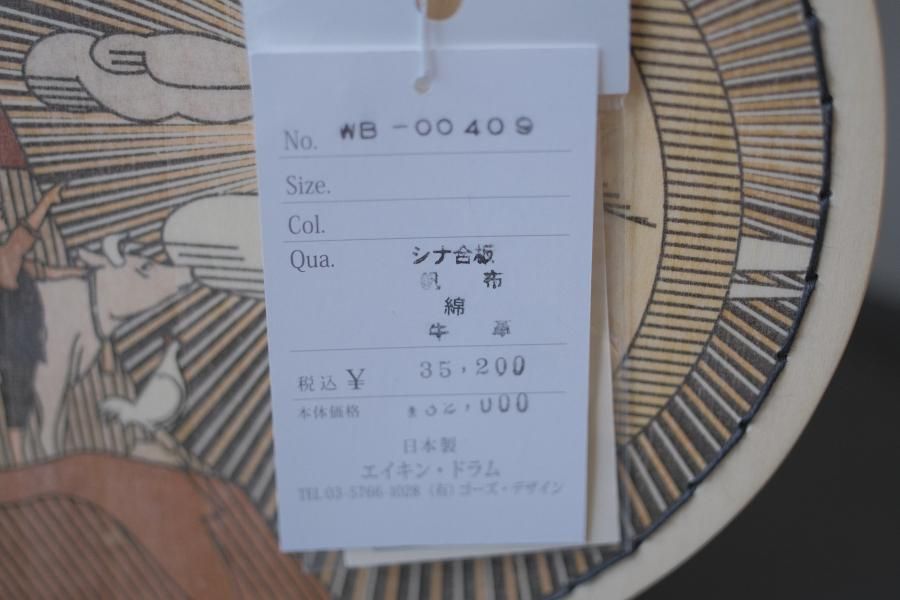 No. WB-00409
Size.
Col.
Qua. シナ合板
帆 布
綿
牛 革
税込 ¥ 35,200
本体価格 ¥32,000
日本製
エイキン・ドラム
TEL 03-5766-1028 (有)ゴーズ・デザイン